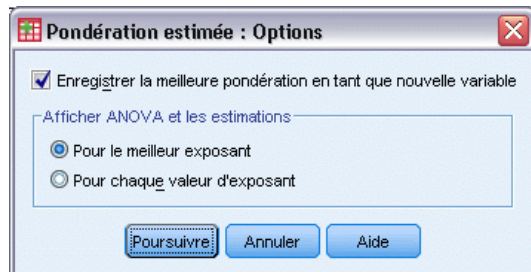 Pondération estimée : Options
Enregistrer la meilleure pondération en tant que nouvelle variable
Afficher ANOVA et les estimations
Pour le meilleur exposant
Pour chaque valeur d'exposant
Poursuivre Annuler Aide